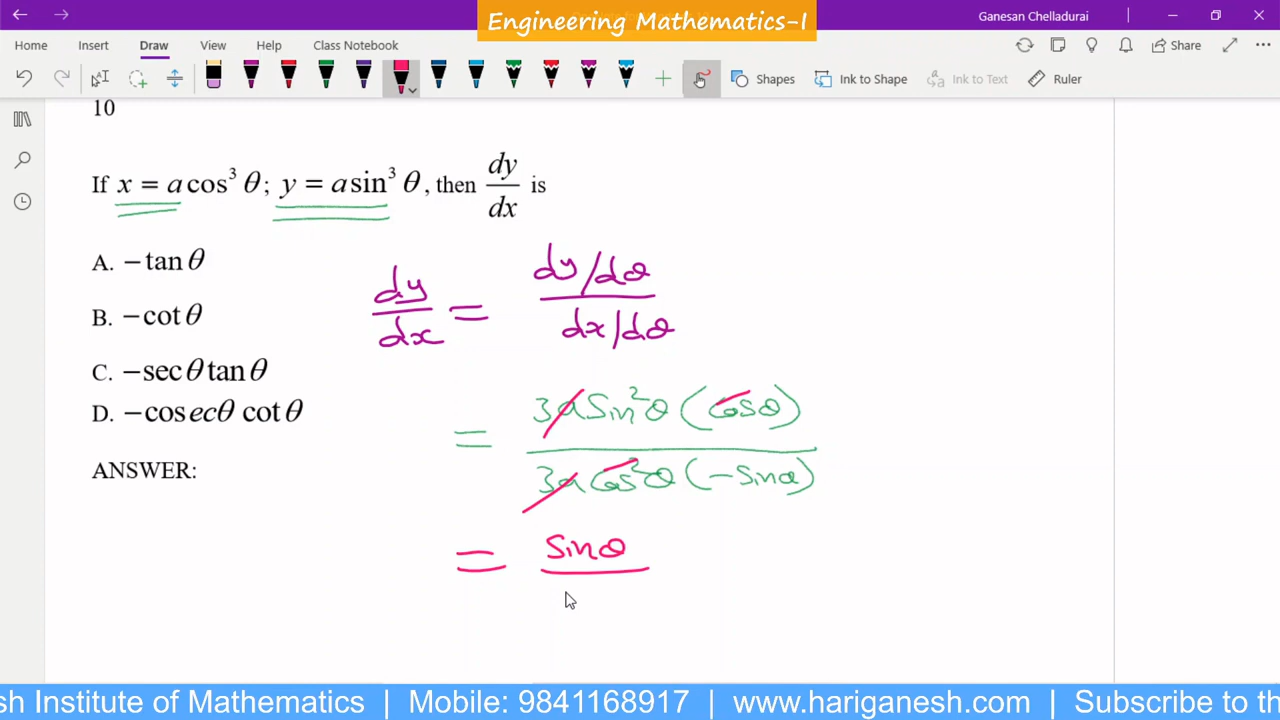 Engineering Mathematics-I
Ganesan Chelladurai
Home Insert Draw View Help Class Notebook Share
Shapes Ink to Shape Ink to Text Ruler
10
If x = a cos³ θ; y = a sin³ θ, then dy/dx is
A. −tan θ
B. −cot θ
C. −sec θ tan θ
D. −cos ecθ cot θ
ANSWER:
dy/dx = (dy/dθ)/(dx/dθ)
= 3a sin²θ (cosθ) / 3a cos²θ (−sinθ)
= sinθ
sh Institute of Mathematics | Mobile: 9841168917 | www.hariganesh.com | Subscribe to th